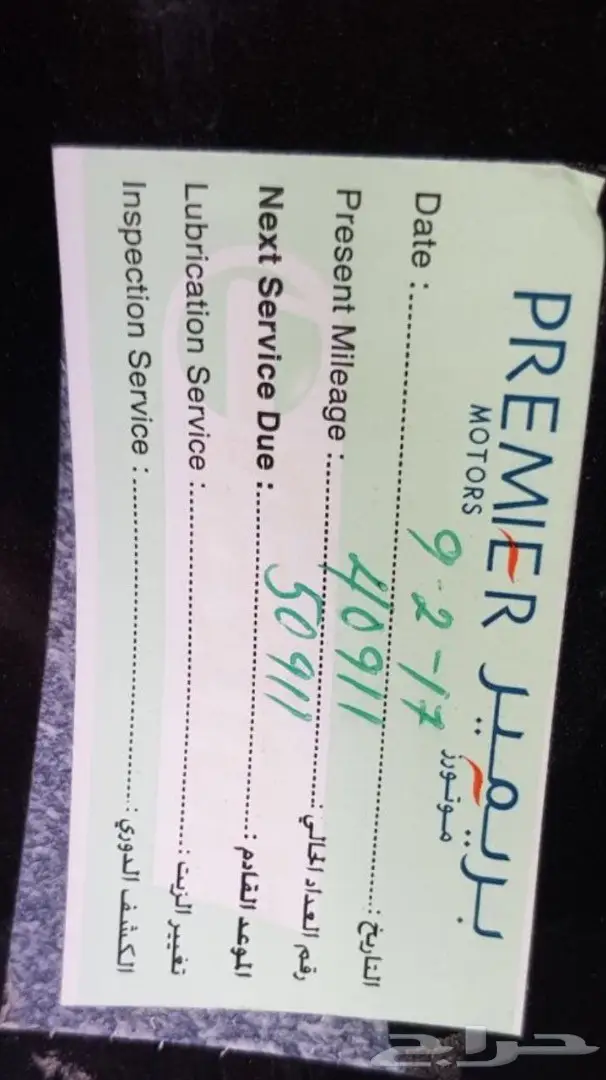 PREMIER بريمير
MOTORS موتورز
Date : 9-2-17 التاريخ :
Present Mileage : 40911 رقم العداد الحالي :
Next Service Due : 50911 الموعد القادم :
Lubrication Service : تغيير الزيت :
Inspection Service : الكشف الدوري :
حراج